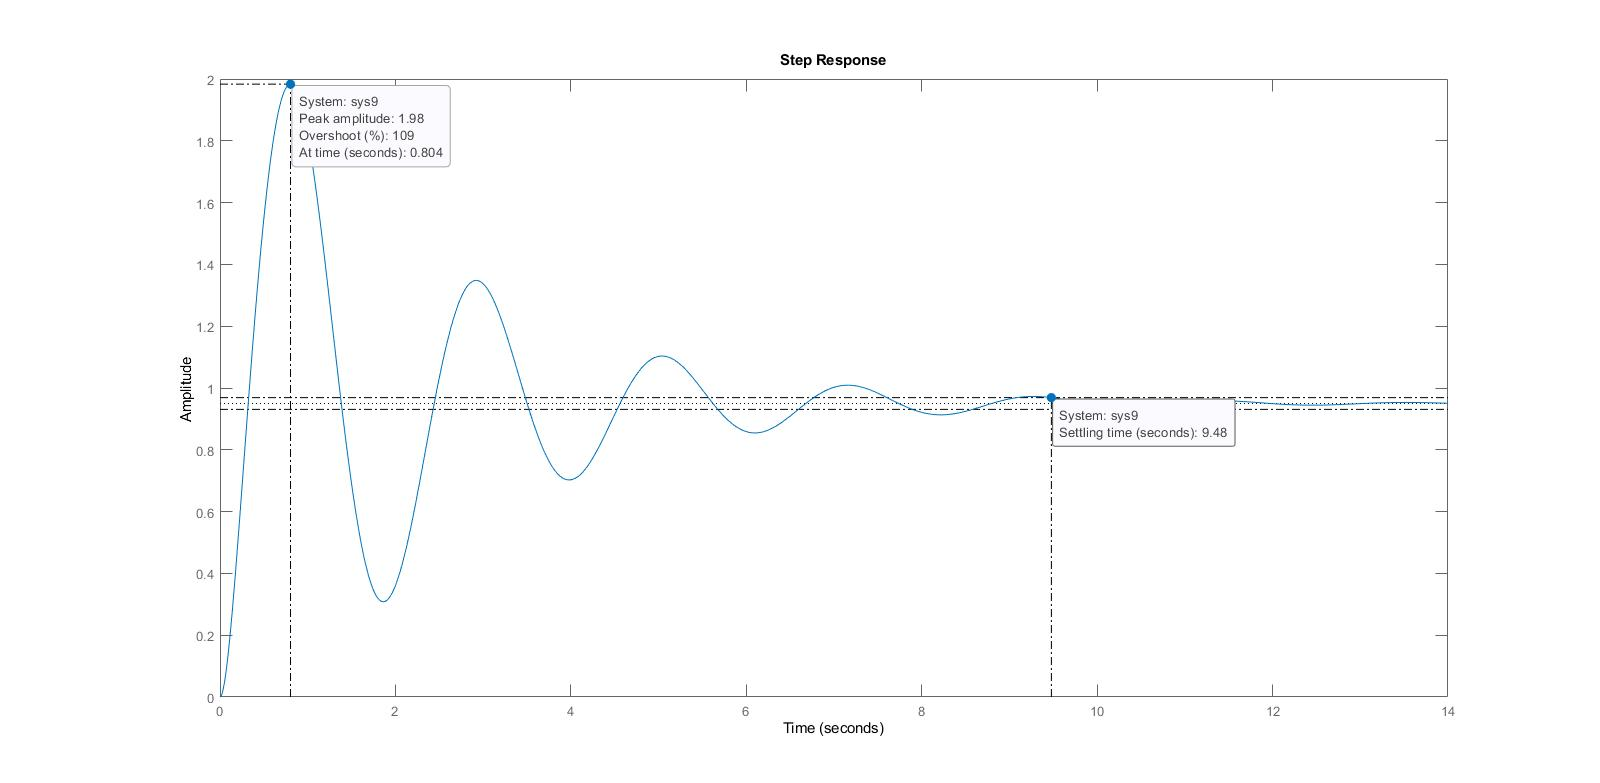 Step Response
System: sys9
Peak amplitude: 1.98
Overshoot (%): 109
At time (seconds): 0.804
System: sys9
Settling time (seconds): 9.48
Amplitude
2
1.8
1.6
1.4
1.2
1
0.8
0.6
0.4
0.2
0
0 2 4 6 8 10 12 14
Time (seconds)